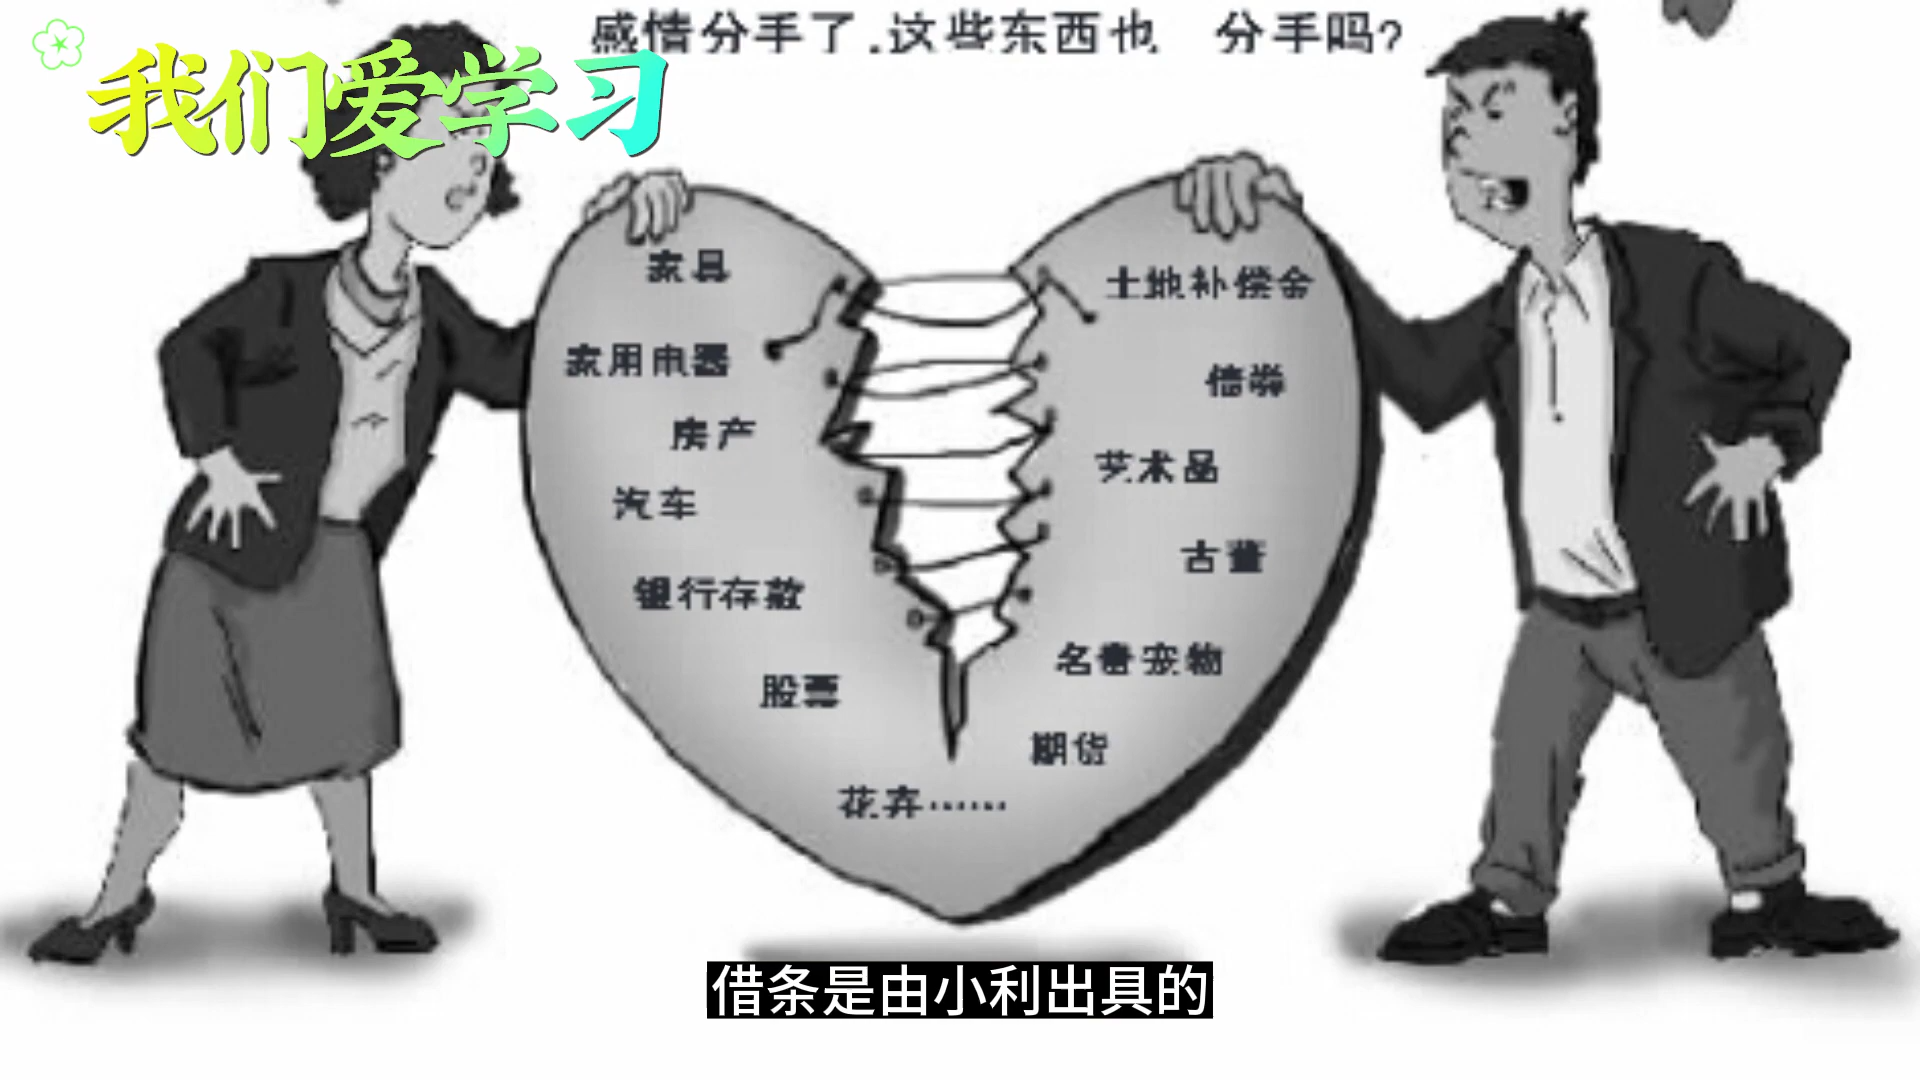 感情分手了.这些东西也 分手吗?
我们爱学习
家具
家用电器
房产
汽车
银行存款
股票
花卉……
土地补偿金
债券
艺术品
古董
名贵宠物
期货
借条是由小利出具的